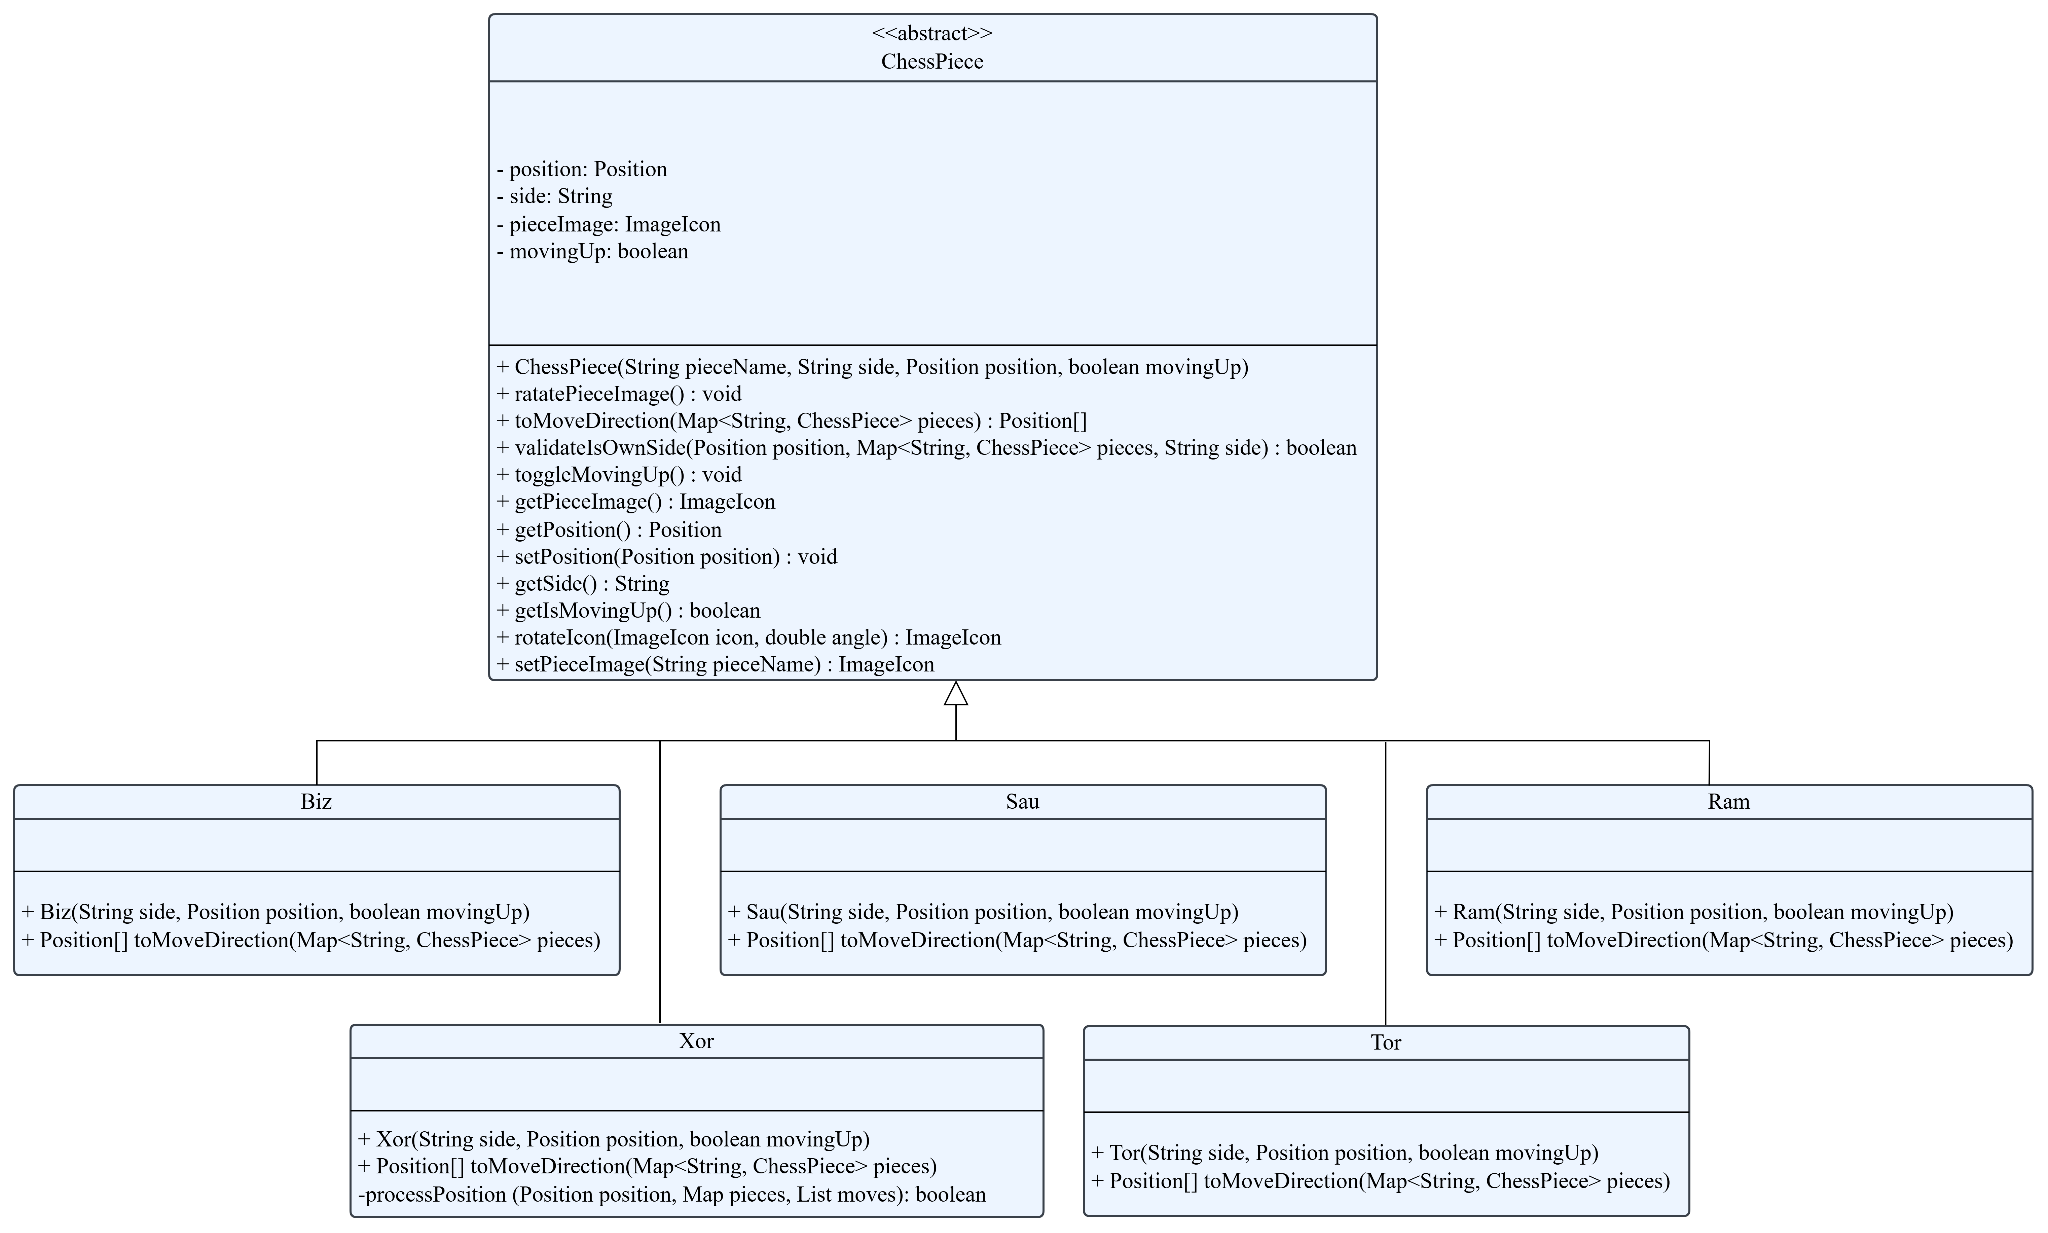 <<abstract>>
ChessPiece
- position: Position
- side: String
- pieceImage: ImageIcon
- movingUp: boolean
+ ChessPiece(String pieceName, String side, Position position, boolean movingUp)
+ ratatePieceImage() : void
+ toMoveDirection(Map<String, ChessPiece> pieces) : Position[]
+ validateIsOwnSide(Position position, Map<String, ChessPiece> pieces, String side) : boolean
+ toggleMovingUp() : void
+ getPieceImage() : ImageIcon
+ getPosition() : Position
+ setPosition(Position position) : void
+ getSide() : String
+ getIsMovingUp() : boolean
+ rotateIcon(ImageIcon icon, double angle) : ImageIcon
+ setPieceImage(String pieceName) : ImageIcon
Biz
+ Biz(String side, Position position, boolean movingUp)
+ Position[] toMoveDirection(Map<String, ChessPiece> pieces)
Sau
+ Sau(String side, Position position, boolean movingUp)
+ Position[] toMoveDirection(Map<String, ChessPiece> pieces)
Ram
+ Ram(String side, Position position, boolean movingUp)
+ Position[] toMoveDirection(Map<String, ChessPiece> pieces)
Xor
+ Xor(String side, Position position, boolean movingUp)
+ Position[] toMoveDirection(Map<String, ChessPiece> pieces)
-processPosition (Position position, Map pieces, List moves): boolean
Tor
+ Tor(String side, Position position, boolean movingUp)
+ Position[] toMoveDirection(Map<String, ChessPiece> pieces)